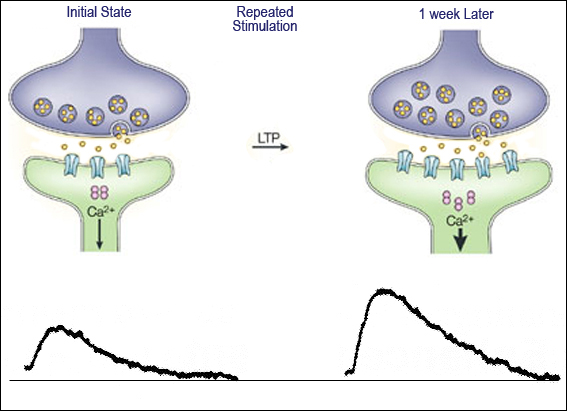 Initial State
Repeated
Stimulation
1 week Later
LTP
Ca2+
Ca2+